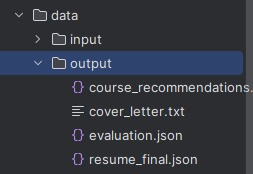 data
input
output
course_recommendations.
cover_letter.txt
evaluation.json
resume_final.json